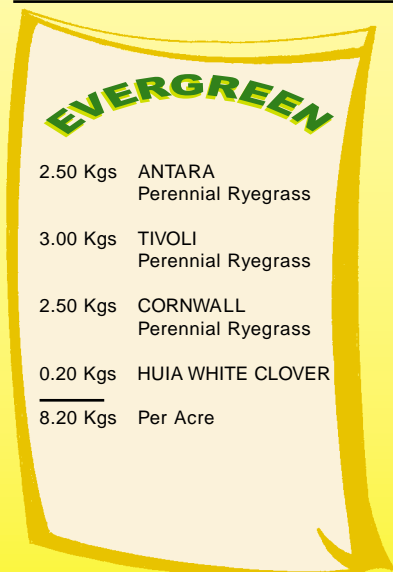 EVERGREEN
2.50 Kgs ANTARA
Perennial Ryegrass
3.00 Kgs TIVOLI
Perennial Ryegrass
2.50 Kgs CORNWALL
Perennial Ryegrass
0.20 Kgs HUIA WHITE CLOVER
8.20 Kgs Per Acre